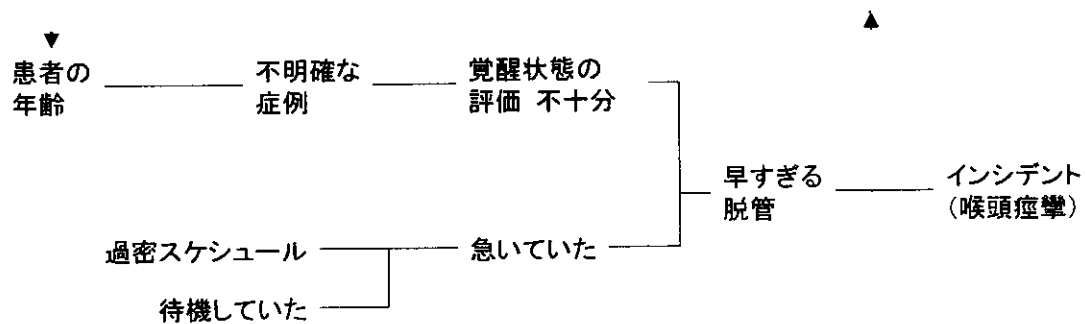 患者の
年齢
不明確な
症例
覚醒状態の
評価 不十分
早すぎる
脱管
インシデント
(喉頭痙攣)
過密スケジュール
急いていた
待機していた